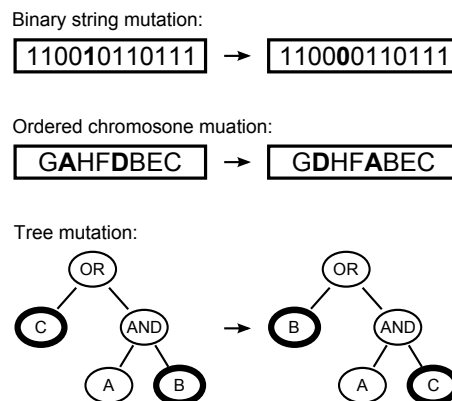 Binary string mutation:
110010110111 → 110000110111
Ordered chromosone muation:
GAHFDBEC → GDHFABEC
Tree mutation:
OR OR
C AND → B AND
A B A C